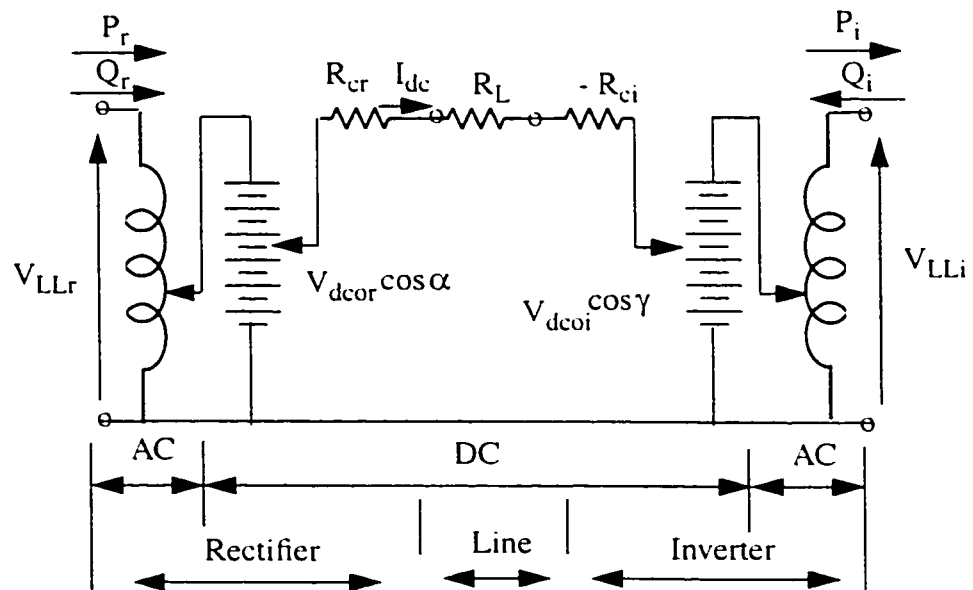 P_r
Q_r
R_cr
I_dc
R_L
- R_ci
P_i
Q_i
V_LLr
V_dcor cos α
V_dcoi cos γ
V_LLi
AC
DC
AC
Rectifier
Line
Inverter